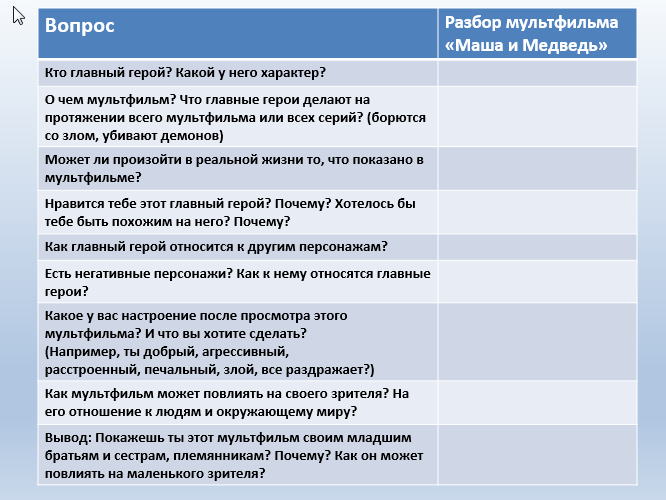 Вопрос
Разбор мультфильма
«Маша и Медведь»
Кто главный герой? Какой у него характер?
О чем мультфильм? Что главные герои делают на
протяжении всего мультфильма или всех серий? (борются
со злом, убивают демонов)
Может ли произойти в реальной жизни то, что показано в
мультфильме?
Нравится тебе этот главный герой? Почему? Хотелось бы
тебе быть похожим на него? Почему?
Как главный герой относится к другим персонажам?
Есть негативные персонажи? Как к нему относятся главные
герои?
Какое у вас настроение после просмотра этого
мультфильма? И что вы хотите сделать?
(Например, ты добрый, агрессивный,
расстроенный, печальный, злой, все раздражает?)
Как мультфильм может повлиять на своего зрителя? На
его отношение к людям и окружающему миру?
Вывод: Покажешь ты этот мультфильм своим младшим
братьям и сестрам, племянникам? Почему? Как он может
повлиять на маленького зрителя?